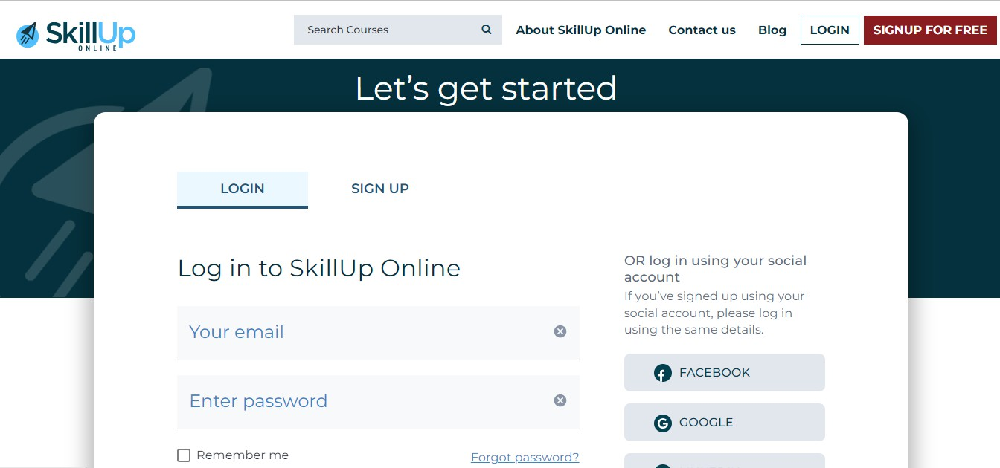 SkillUp
ONLINE
Search Courses
About SkillUp Online
Contact us
Blog
LOGIN
SIGNUP FOR FREE
Let’s get started
LOGIN
SIGN UP
Log in to SkillUp Online
Your email
Enter password
Remember me
Forgot password?
OR log in using your social
account
If you’ve signed up using your
social account, please log in
using the same details.
FACEBOOK
GOOGLE